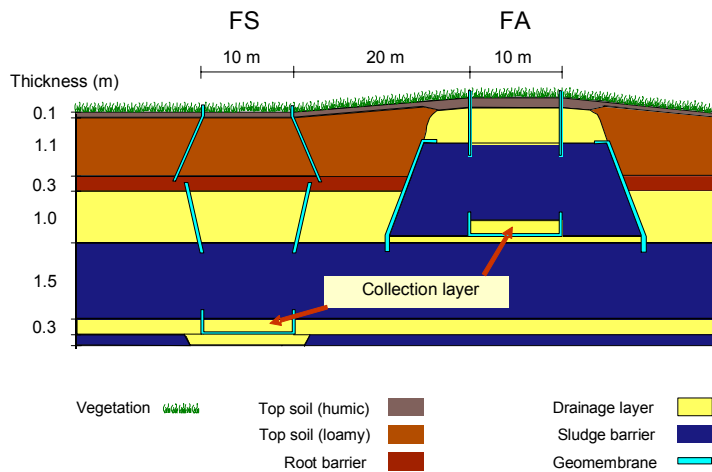 FS FA
10 m 20 m 10 m
Thickness (m)
0.1
1.1
0.3
1.0
1.5
Collection layer
0.3
Vegetation Top soil (humic) Drainage layer
Top soil (loamy) Sludge barrier
Root barrier Geomembrane